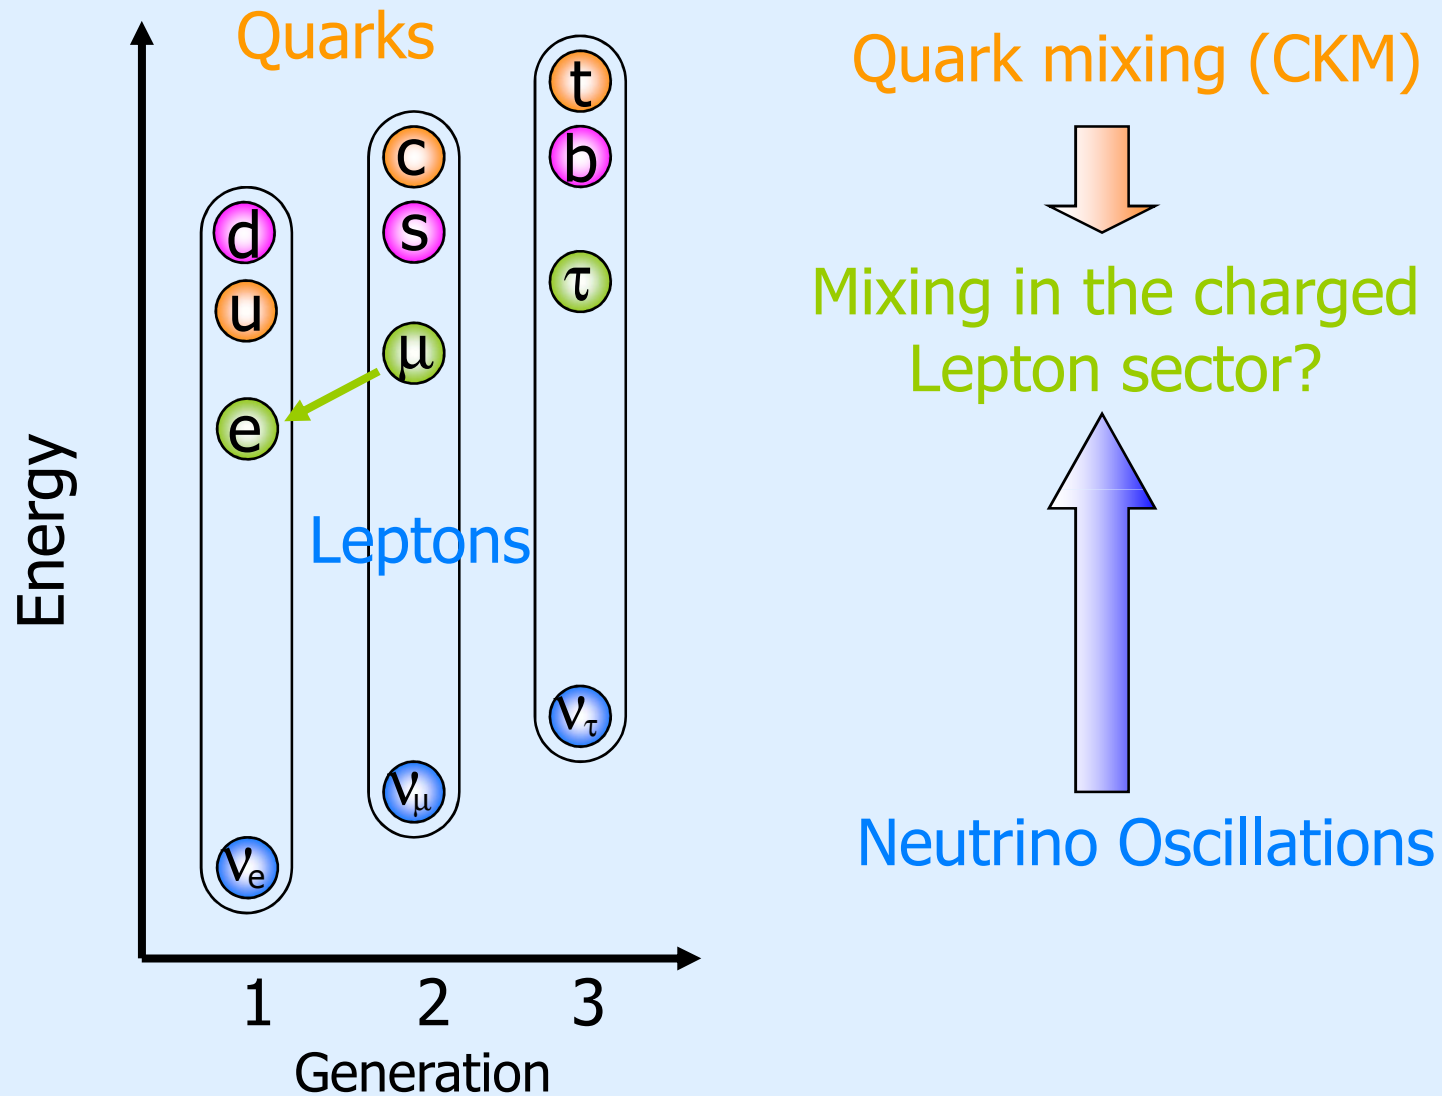 Quarks
t
c
b
d
s
τ
u
μ
e
Leptons
Energy
ντ
νμ
νe
1 2 3
Generation
Quark mixing (CKM)
Mixing in the charged
Lepton sector?
Neutrino Oscillations